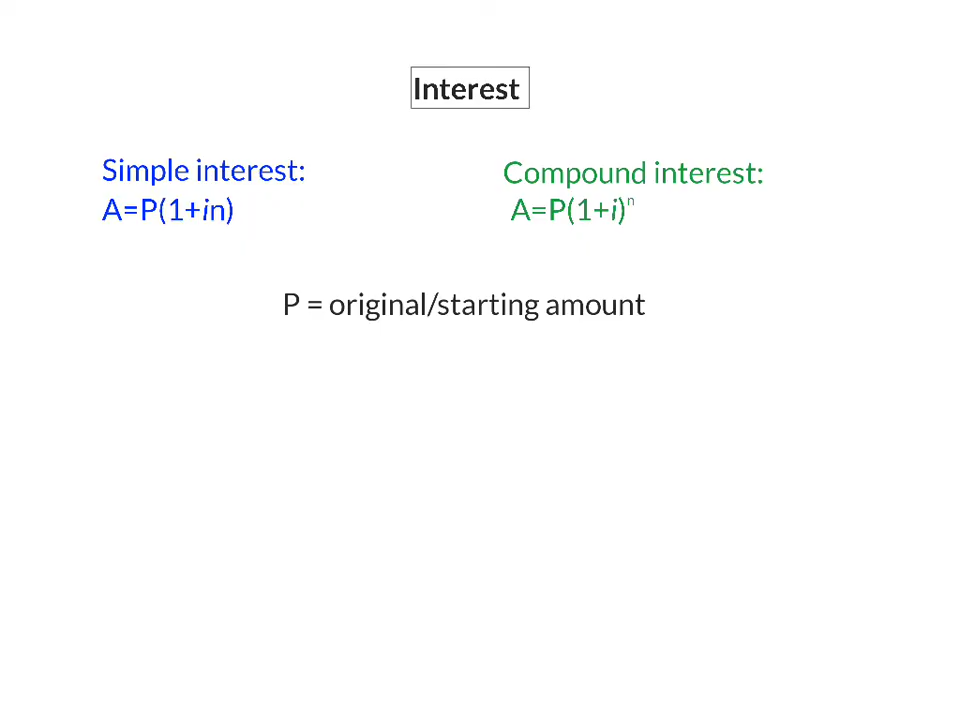 Interest
Simple interest:
A=P(1+in)
Compound interest:
A=P(1+i)ⁿ
P = original/starting amount